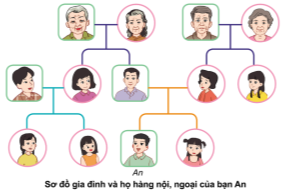 An
Sơ đồ gia đình và họ hàng nội, ngoại của bạn An